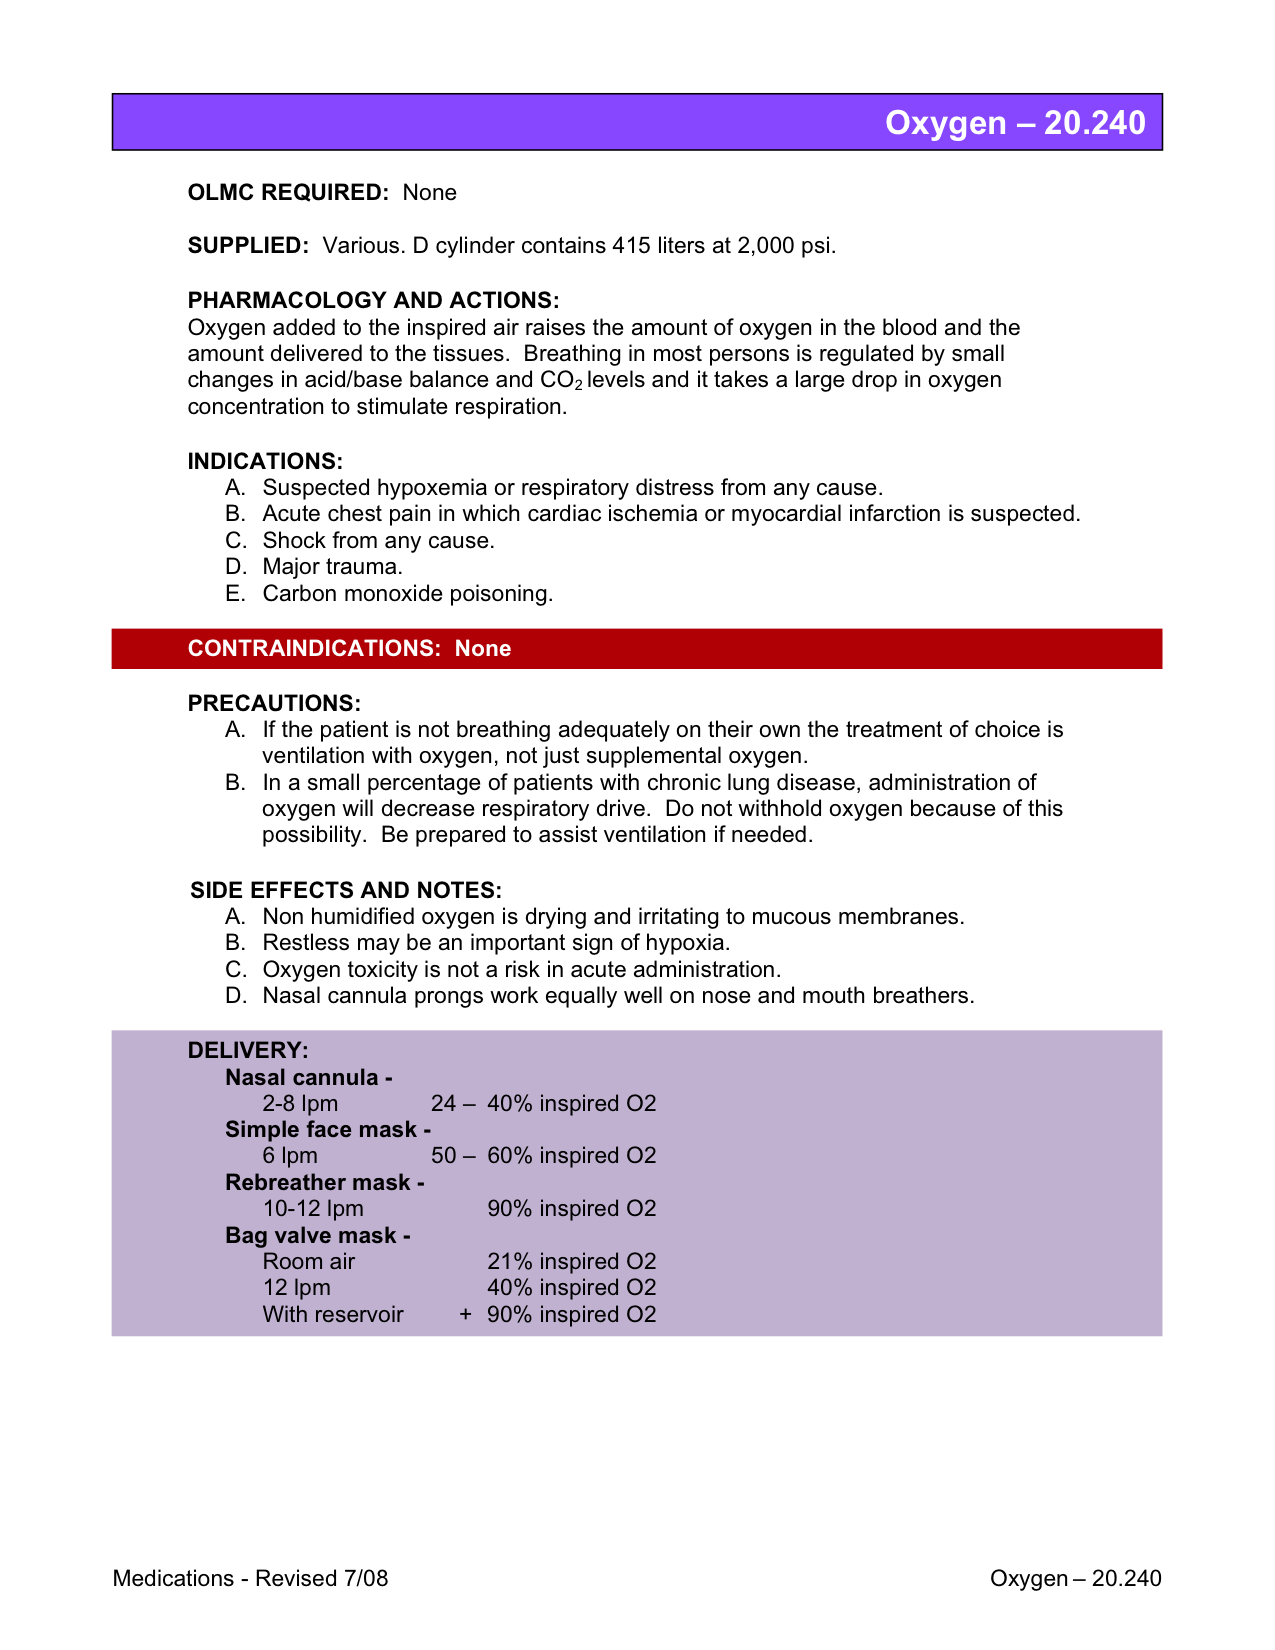 Oxygen – 20.240
OLMC REQUIRED: None
SUPPLIED: Various. D cylinder contains 415 liters at 2,000 psi.
PHARMACOLOGY AND ACTIONS:
Oxygen added to the inspired air raises the amount of oxygen in the blood and the
amount delivered to the tissues. Breathing in most persons is regulated by small
changes in acid/base balance and CO₂ levels and it takes a large drop in oxygen
concentration to stimulate respiration.
INDICATIONS:
A. Suspected hypoxemia or respiratory distress from any cause.
B. Acute chest pain in which cardiac ischemia or myocardial infarction is suspected.
C. Shock from any cause.
D. Major trauma.
E. Carbon monoxide poisoning.
CONTRAINDICATIONS: None
PRECAUTIONS:
A. If the patient is not breathing adequately on their own the treatment of choice is
ventilation with oxygen, not just supplemental oxygen.
B. In a small percentage of patients with chronic lung disease, administration of
oxygen will decrease respiratory drive. Do not withhold oxygen because of this
possibility. Be prepared to assist ventilation if needed.
SIDE EFFECTS AND NOTES:
A. Non humidified oxygen is drying and irritating to mucous membranes.
B. Restless may be an important sign of hypoxia.
C. Oxygen toxicity is not a risk in acute administration.
D. Nasal cannula prongs work equally well on nose and mouth breathers.
DELIVERY:
Nasal cannula -
2-8 lpm 24 – 40% inspired O2
Simple face mask -
6 lpm 50 – 60% inspired O2
Rebreather mask -
10-12 lpm 90% inspired O2
Bag valve mask -
Room air 21% inspired O2
12 lpm 40% inspired O2
With reservoir + 90% inspired O2
Medications - Revised 7/08 Oxygen – 20.240